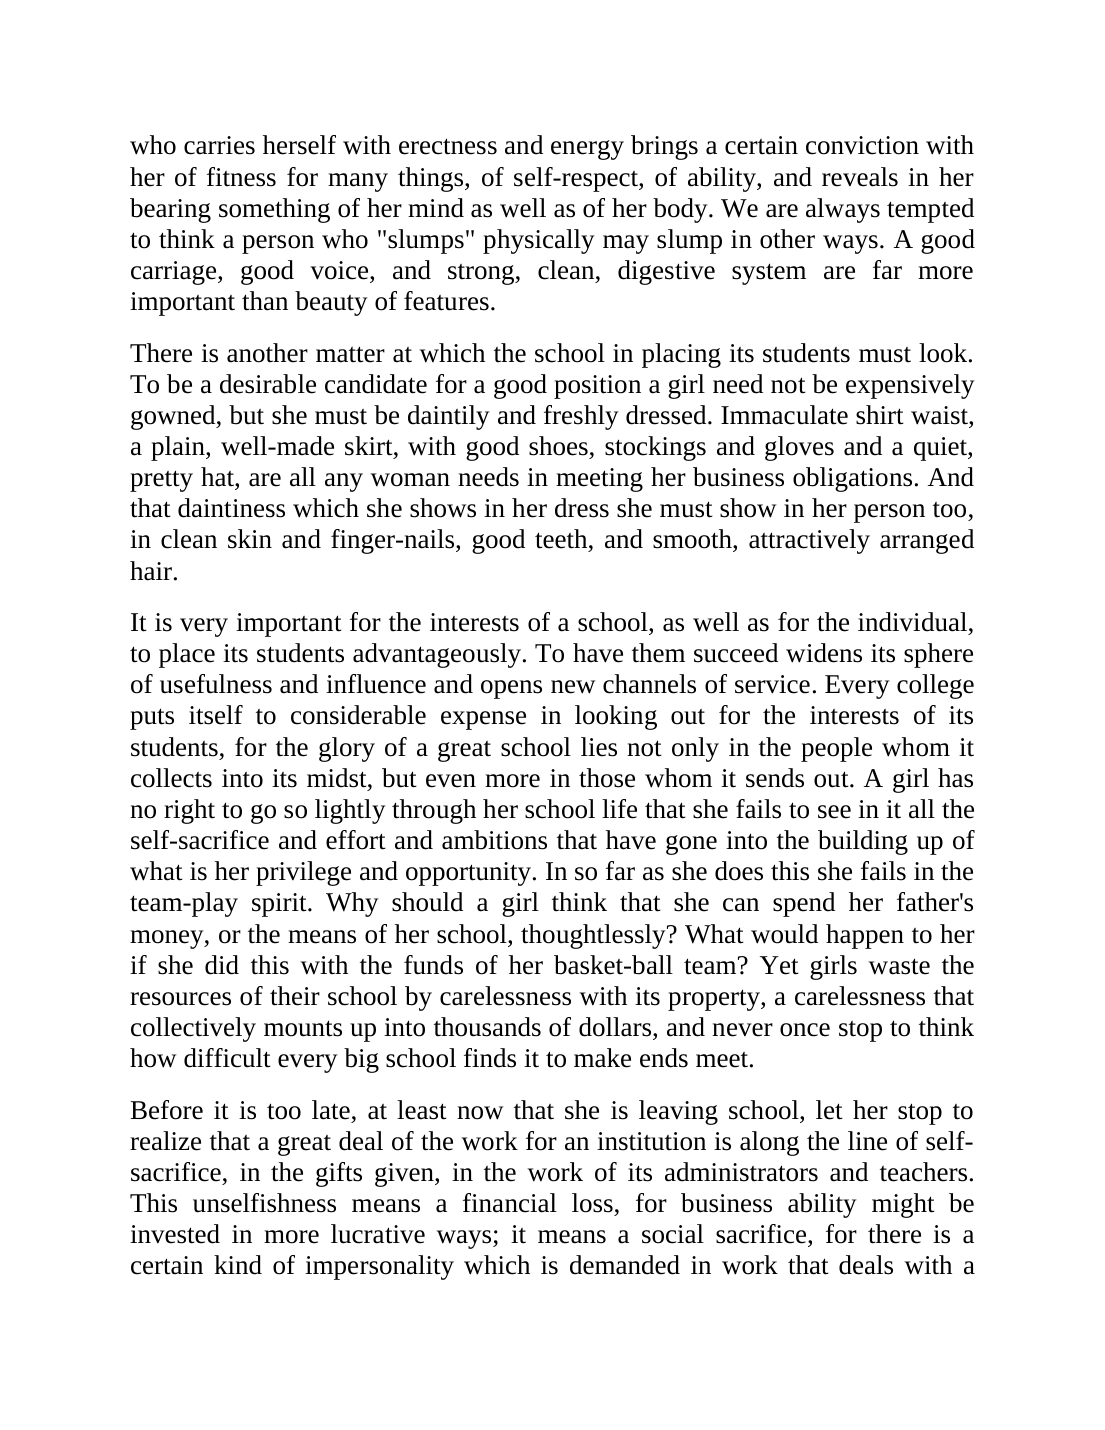 who carries herself with erectness and energy brings a certain conviction with
her of fitness for many things, of self-respect, of ability, and reveals in her
bearing something of her mind as well as of her body. We are always tempted
to think a person who "slumps" physically may slump in other ways. A good
carriage, good voice, and strong, clean, digestive system are far more
important than beauty of features.
There is another matter at which the school in placing its students must look.
To be a desirable candidate for a good position a girl need not be expensively
gowned, but she must be daintily and freshly dressed. Immaculate shirt waist,
a plain, well-made skirt, with good shoes, stockings and gloves and a quiet,
pretty hat, are all any woman needs in meeting her business obligations. And
that daintiness which she shows in her dress she must show in her person too,
in clean skin and finger-nails, good teeth, and smooth, attractively arranged
hair.
It is very important for the interests of a school, as well as for the individual,
to place its students advantageously. To have them succeed widens its sphere
of usefulness and influence and opens new channels of service. Every college
puts itself to considerable expense in looking out for the interests of its
students, for the glory of a great school lies not only in the people whom it
collects into its midst, but even more in those whom it sends out. A girl has
no right to go so lightly through her school life that she fails to see in it all the
self-sacrifice and effort and ambitions that have gone into the building up of
what is her privilege and opportunity. In so far as she does this she fails in the
team-play spirit. Why should a girl think that she can spend her father's
money, or the means of her school, thoughtlessly? What would happen to her
if she did this with the funds of her basket-ball team? Yet girls waste the
resources of their school by carelessness with its property, a carelessness that
collectively mounts up into thousands of dollars, and never once stop to think
how difficult every big school finds it to make ends meet.
Before it is too late, at least now that she is leaving school, let her stop to
realize that a great deal of the work for an institution is along the line of self-
sacrifice, in the gifts given, in the work of its administrators and teachers.
This unselfishness means a financial loss, for business ability might be
invested in more lucrative ways; it means a social sacrifice, for there is a
certain kind of impersonality which is demanded in work that deals with a